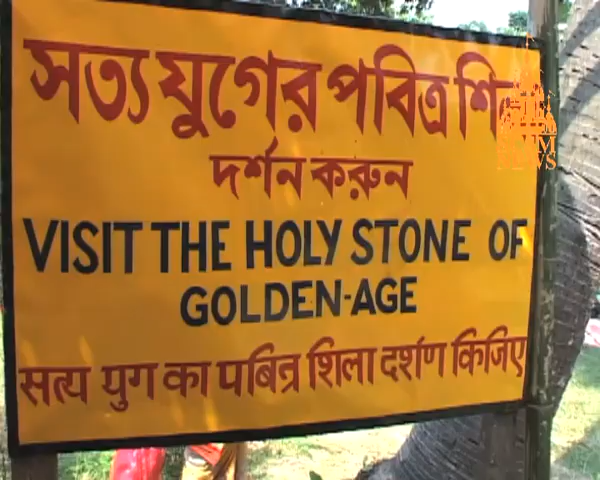 সত্য যুগের পবিত্র শিলা
দর্শন করুন
VISIT THE HOLY STONE OF
GOLDEN-AGE
सत्य युग का पबित्र शिला दर्शण किजिए